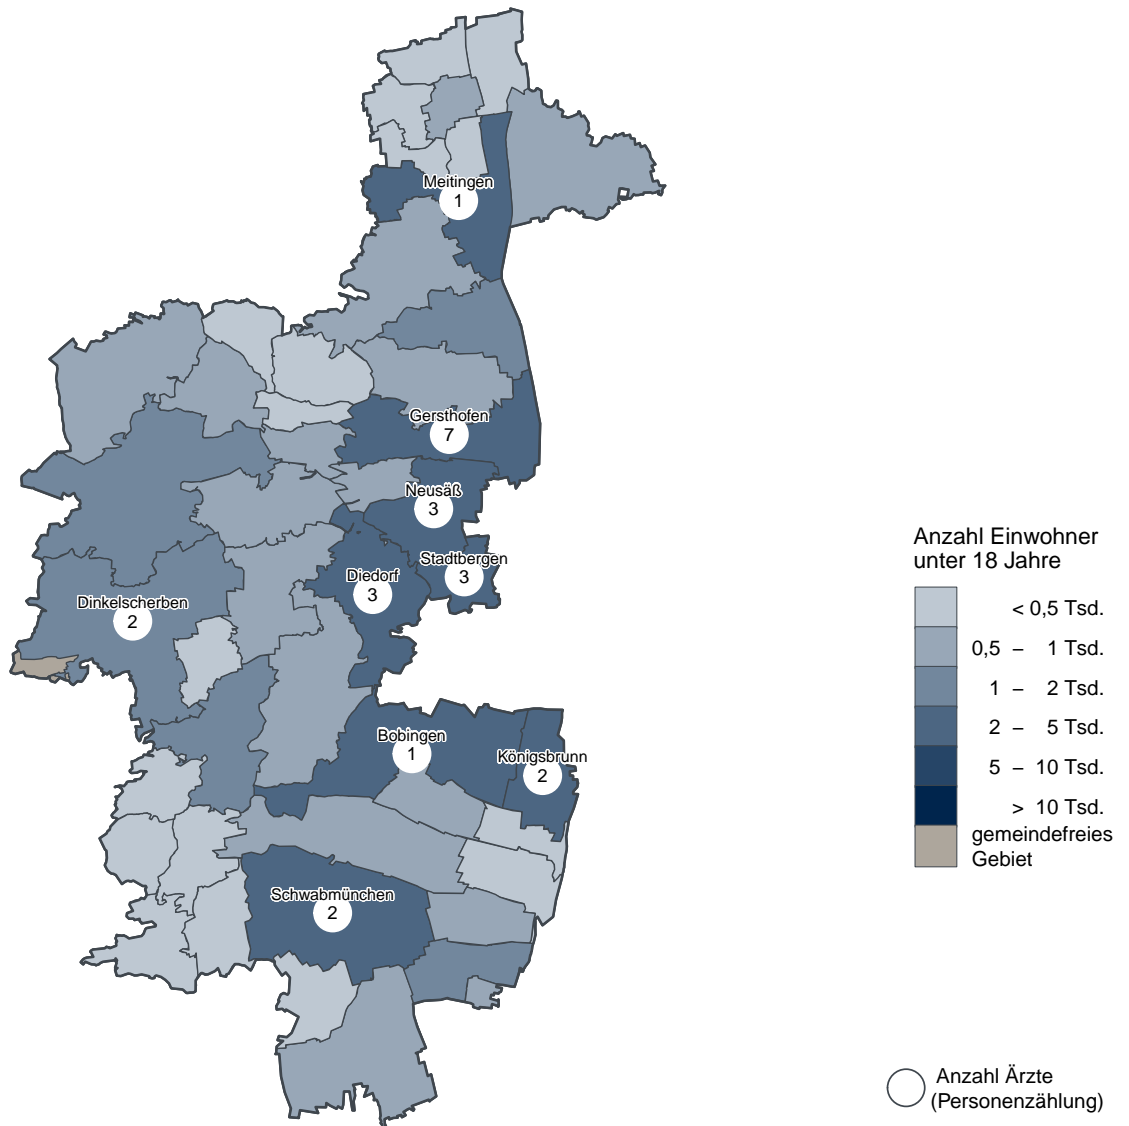 Meitingen
1
Gersthofen
7
Neusäß
3
Stadtbergen
3
Diedorf
3
Dinkelscherben
2
Bobingen
1
Königsbrunn
2
Schwabmünchen
2
Anzahl Einwohner
unter 18 Jahre
< 0,5 Tsd.
0,5 – 1 Tsd.
1 – 2 Tsd.
2 – 5 Tsd.
5 – 10 Tsd.
> 10 Tsd.
gemeindefreies
Gebiet
Anzahl Ärzte
(Personenzählung)